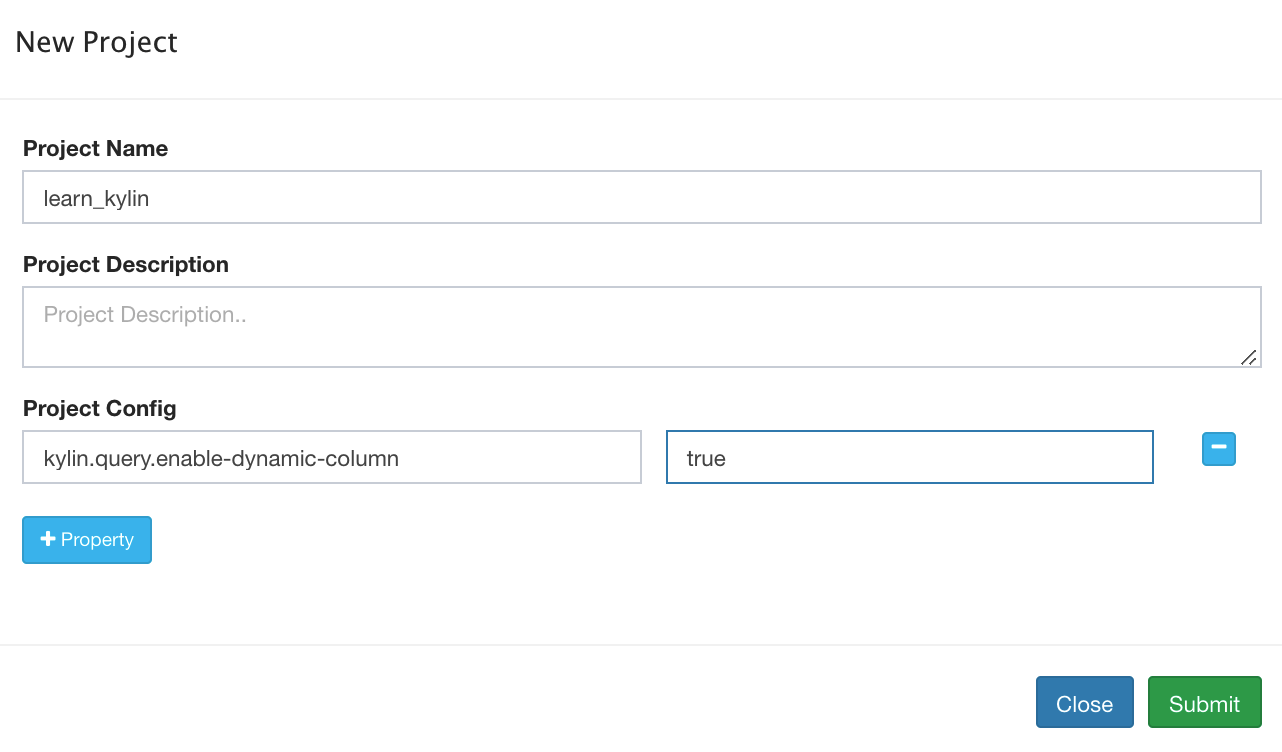 New Project
Project Name
learn_kylin
Project Description
Project Description..
Project Config
kylin.query.enable-dynamic-column true
Property
Close Submit